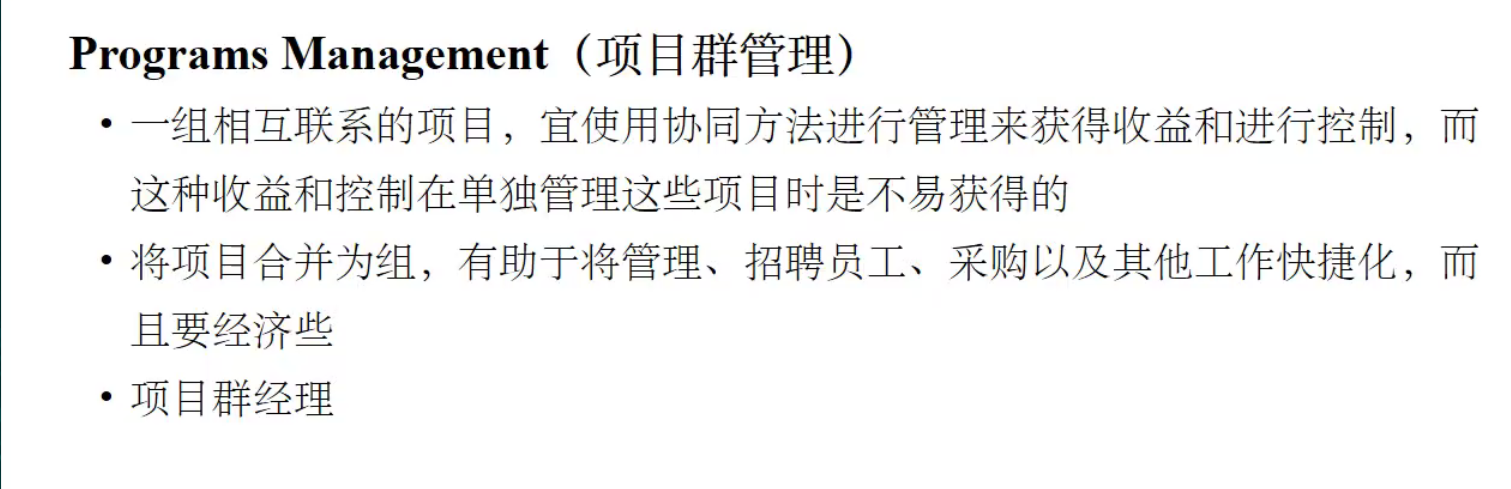 Programs Management（项目群管理）
• 一组相互联系的项目，宜使用协同方法进行管理来获得收益和进行控制，而
这种收益和控制在单独管理这些项目时是不易获得的
• 将项目合并为组，有助于将管理、招聘员工、采购以及其他工作快捷化，而
且要经济些
• 项目群经理